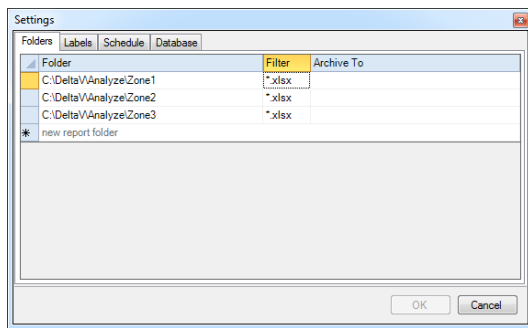 Settings
Folders Labels Schedule Database
Folder Filter Archive To
C:\DeltaV\Analyze\Zone1 *.xlsx
C:\DeltaV\Analyze\Zone2 *.xlsx
C:\DeltaV\Analyze\Zone3 *.xlsx
new report folder
OK Cancel